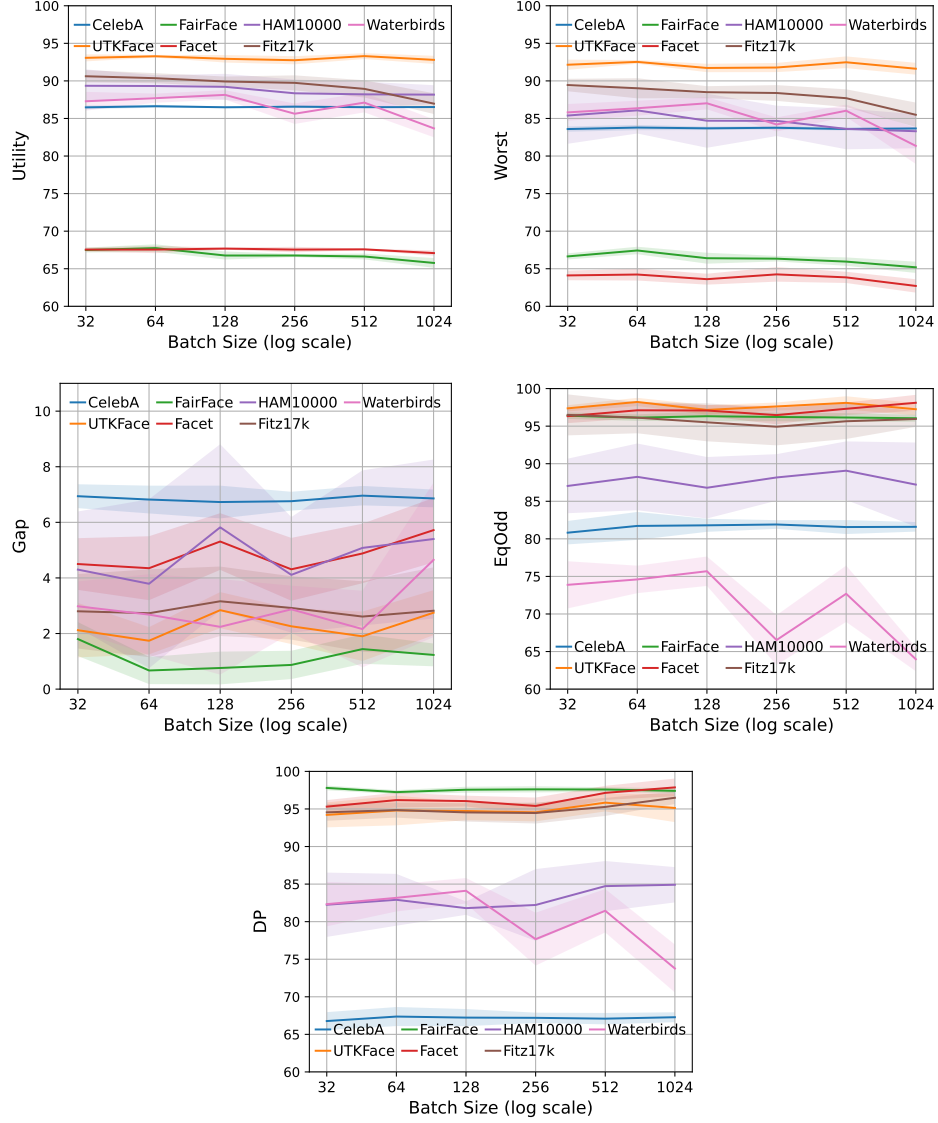 CelebA FairFace HAM10000 Waterbirds
UTKFace Facet Fitz17k
100
95
90
85
80
75
70
65
60
Utility
32 64 128 256 512 1024
Batch Size (log scale)
CelebA FairFace HAM10000 Waterbirds
UTKFace Facet Fitz17k
100
95
90
85
80
75
70
65
60
Worst
32 64 128 256 512 1024
Batch Size (log scale)
CelebA FairFace HAM10000 Waterbirds
UTKFace Facet Fitz17k
10
8
6
4
2
0
Gap
32 64 128 256 512 1024
Batch Size (log scale)
100
95
90
85
80
75
70
65
60
EqOdd
CelebA FairFace HAM10000 Waterbirds
UTKFace Facet Fitz17k
32 64 128 256 512 1024
Batch Size (log scale)
100
95
90
85
80
75
70
65
60
DP
CelebA FairFace HAM10000 Waterbirds
UTKFace Facet Fitz17k
32 64 128 256 512 1024
Batch Size (log scale)